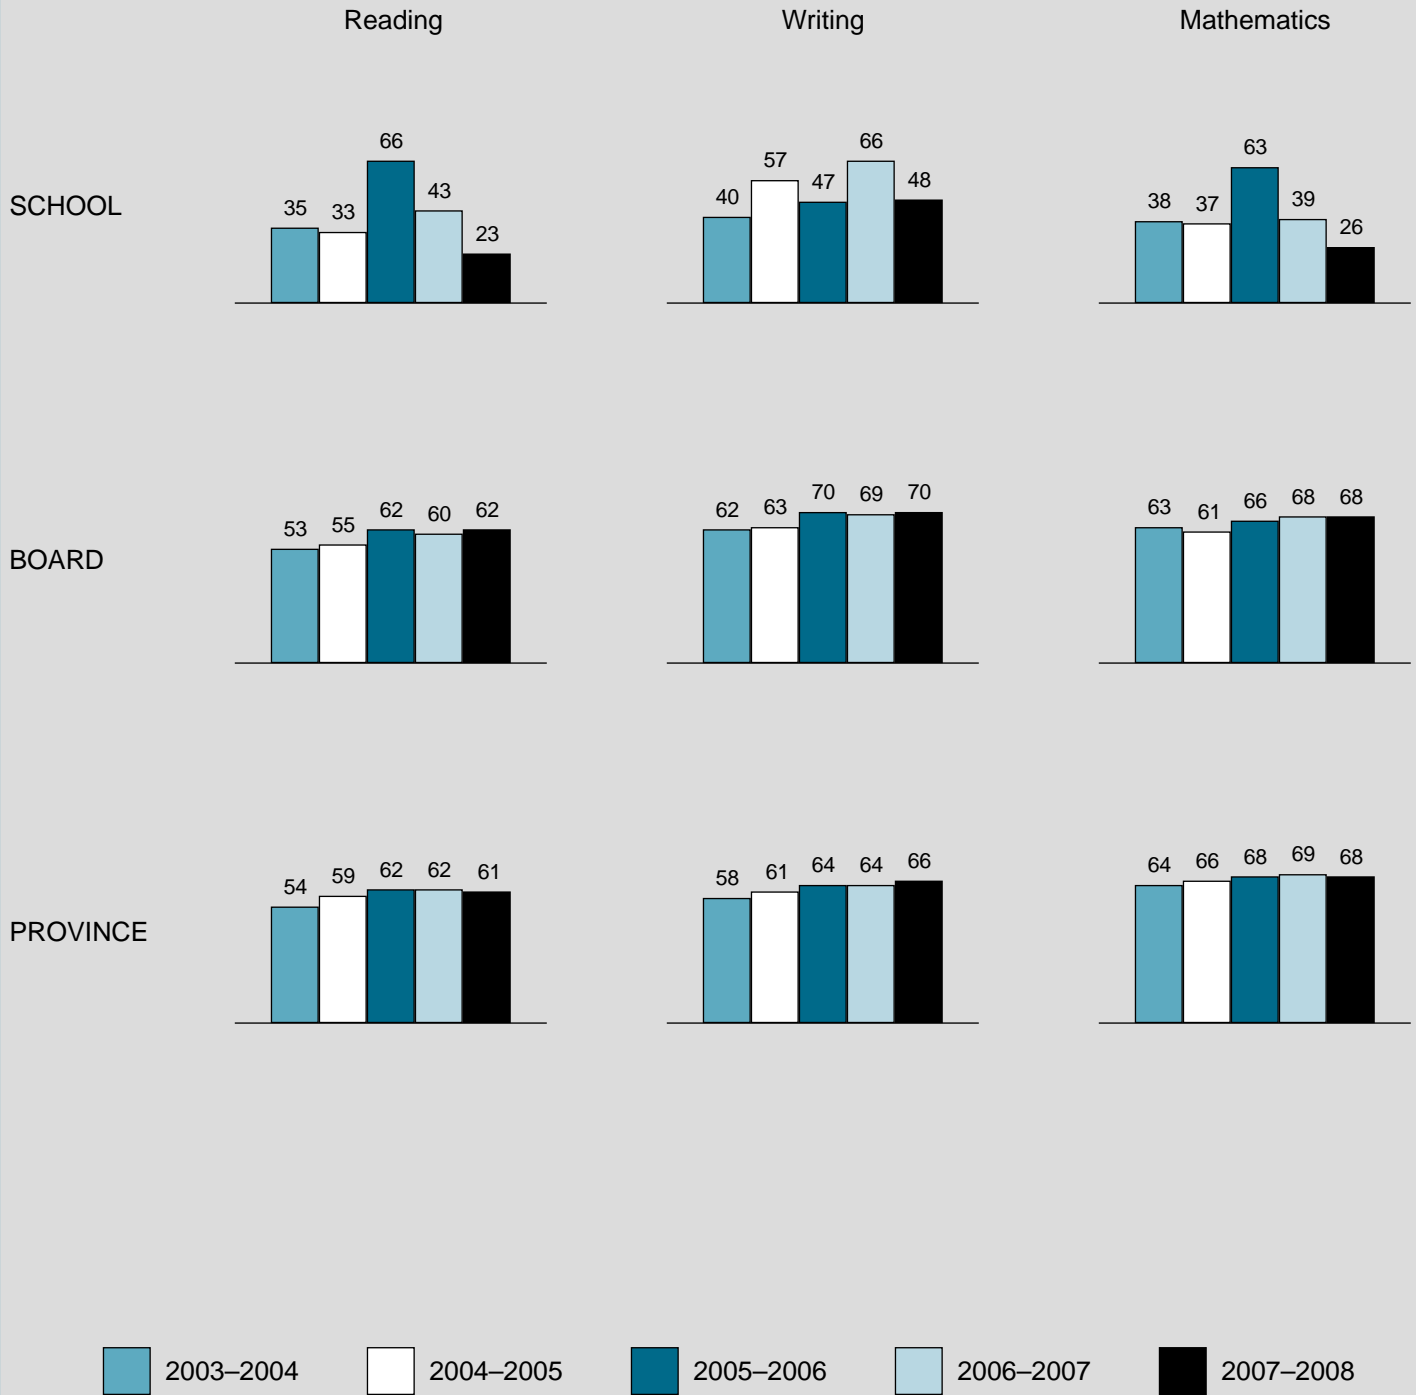 Reading Writing Mathematics
SCHOOL
35 33 66 43 23
40 57 47 66 48
38 37 63 39 26
BOARD
53 55 62 60 62
62 63 70 69 70
63 61 66 68 68
PROVINCE
54 59 62 62 61
58 61 64 64 66
64 66 68 69 68
2003–2004 2004–2005 2005–2006 2006–2007 2007–2008